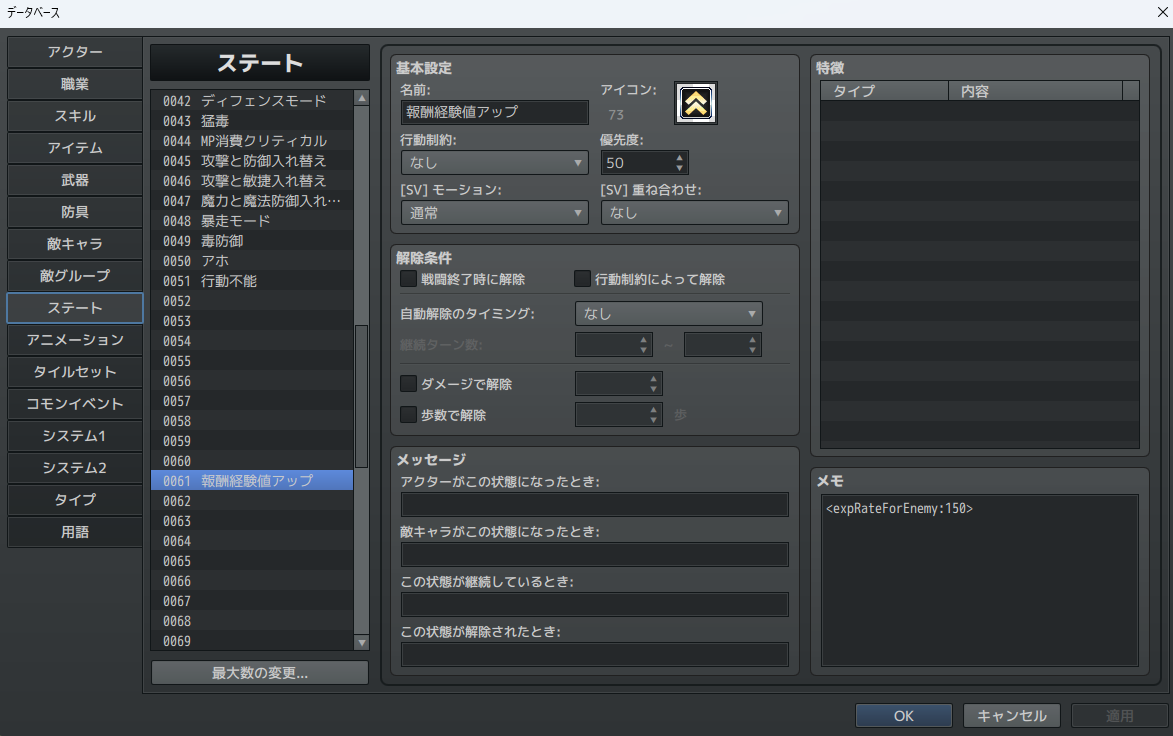 データベース
アクター
職業
スキル
アイテム
武器
防具
敵キャラ
敵グループ
ステート
アニメーション
タイルセット
コモンイベント
システム1
システム2
タイプ
用語
ステート
0042 ディフェンスモード
0043 猛毒
0044 MP消費クリティカル
0045 攻撃と防御入れ替え
0046 攻撃と敏捷入れ替え
0047 魔力と魔法防御入れ…
0048 暴走モード
0049 毒防御
0050 アホ
0051 行動不能
0052
0053
0054
0055
0056
0057
0058
0059
0060
0061 報酬経験値アップ
0062
0063
0064
0065
0066
0067
0068
0069
最大数の変更...
基本設定
名前: アイコン:
報酬経験値アップ 73
行動制約: 優先度:
なし 50
[SV] モーション: [SV] 重ね合わせ:
通常 なし
解除条件
戦闘終了時に解除 行動制約によって解除
自動解除のタイミング: なし
継続ターン数: ~
ダメージで解除
歩数で解除 歩
メッセージ
アクターがこの状態になったとき:
敵キャラがこの状態になったとき:
この状態が継続しているとき:
この状態が解除されたとき:
特徴
タイプ 内容
メモ
<expRateForEnemy:150>
OK キャンセル 適用